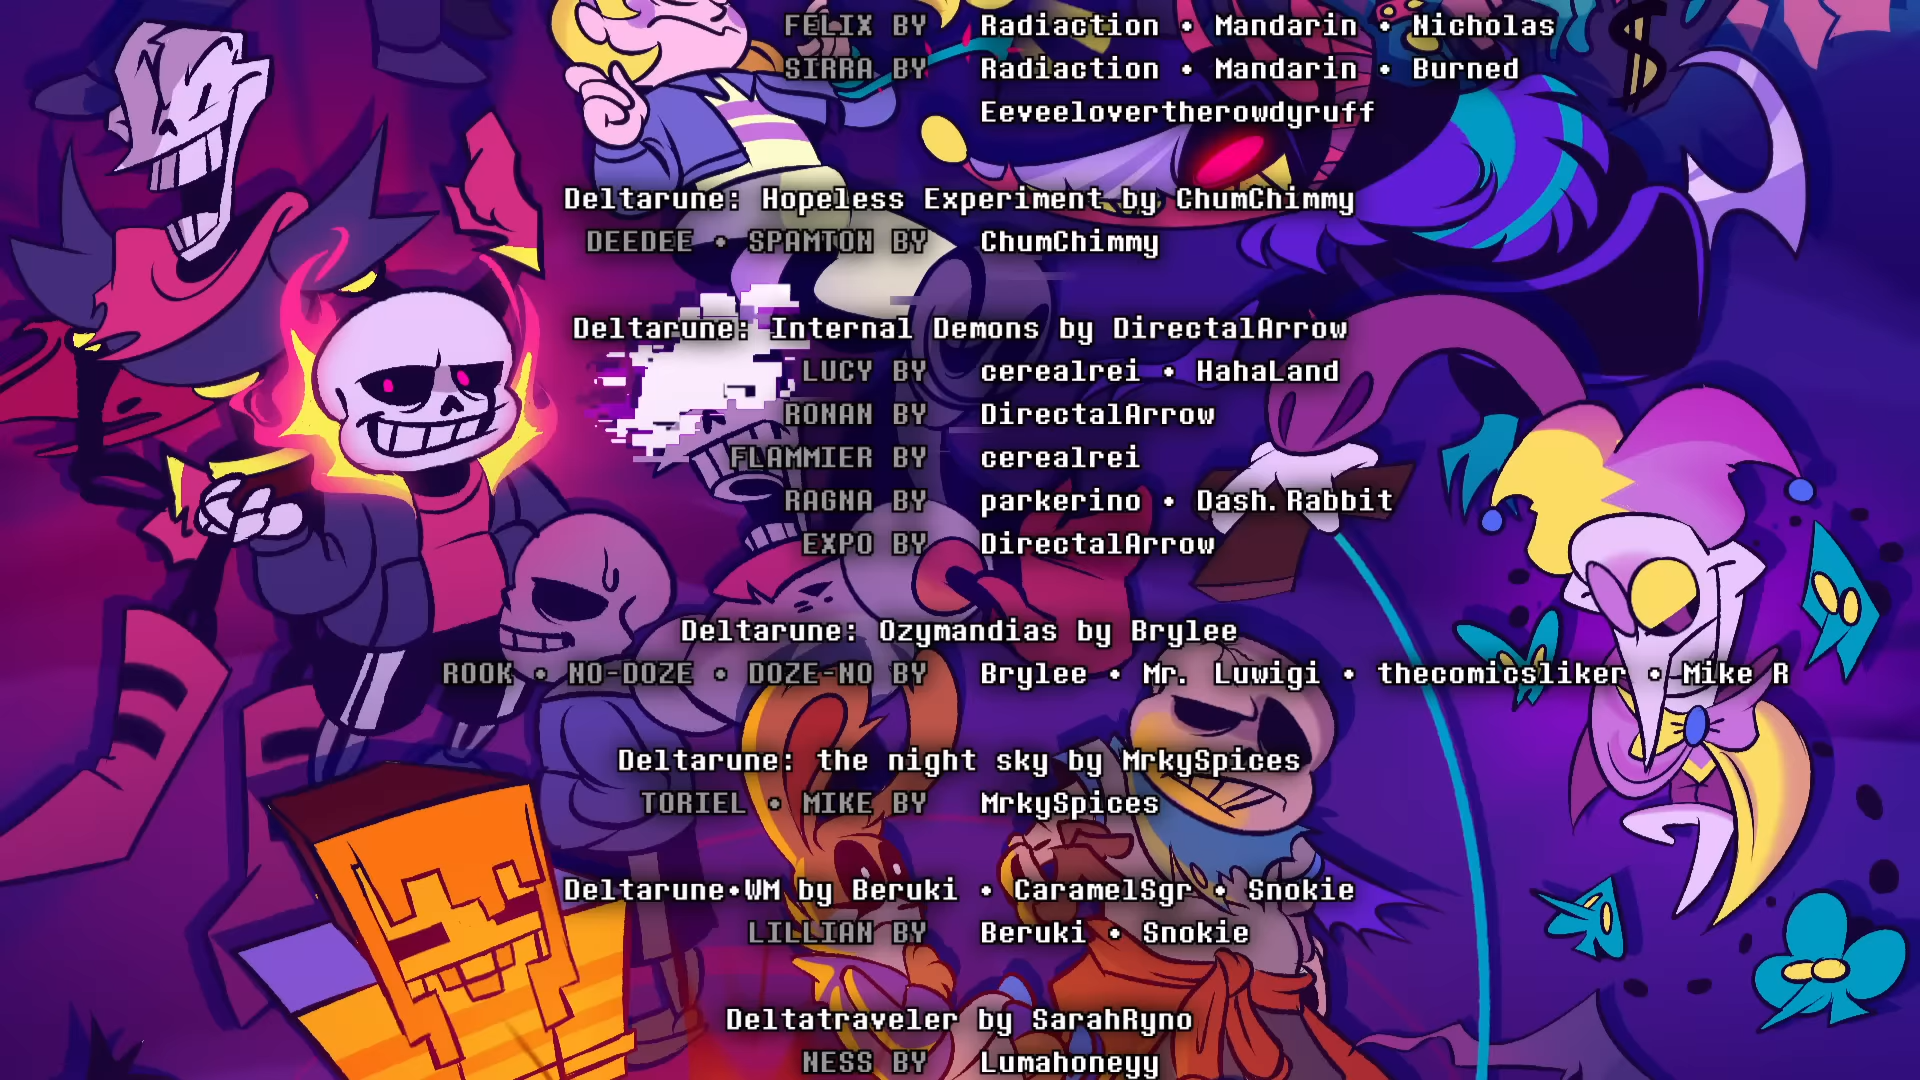 FELIX BY Radiaction • Mandarin • Nicholas
SIRRA BY Radiaction • Mandarin • Burned
Eeveelovertherowdyruff
Deltarune: Hopeless Experiment by ChumChimmy
DEEDEE • SPAMTON BY ChumChimmy
Deltarune: Internal Demons by DirectalArrow
LUCY BY cerealrei • HahaLand
RONAN BY DirectalArrow
FLAMMIER BY cerealrei
RAGNA BY parkerino • Dash.Rabbit
EXPO BY DirectalArrow
Deltarune: Ozymandias by Brylee
ROOK • NO-DOZE • DOZE-NO BY Brylee • Mr. Luwigi • thecomicsliker • Mike R
Deltarune: the night sky by MrkySpices
TORIEL • MIKE BY MrkySpices
Deltarune•WM by Beruki • CaramelSgr • Snokie
LILLIAN BY Beruki • Snokie
Deltatraveler by SarahRyno
NESS BY Lumahoneyy